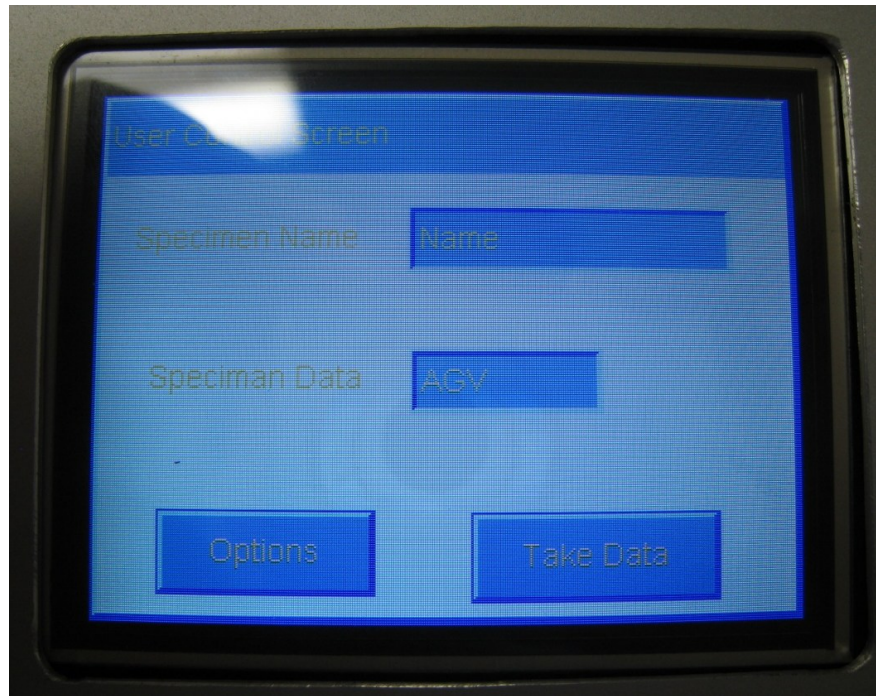 User Screen
Specimen Name Name
Speciman Data AGV
Options Take Data